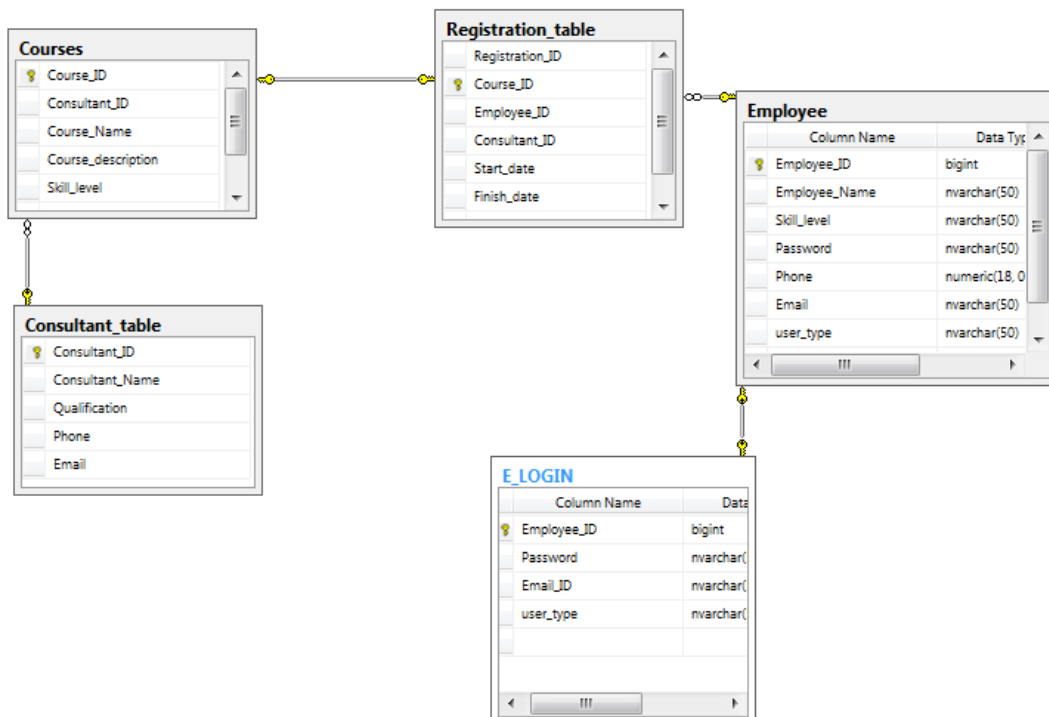 Courses
Course_ID
Consultant_ID
Course_Name
Course_description
Skill_level
Registration_table
Registration_ID
Course_ID
Employee_ID
Consultant_ID
Start_date
Finish_date
Employee
Column Name Data Typ
Employee_ID bigint
Employee_Name nvarchar(50)
Skill_level nvarchar(50)
Password nvarchar(50)
Phone numeric(18, 0
Email nvarchar(50)
user_type nvarchar(50)
Consultant_table
Consultant_ID
Consultant_Name
Qualification
Phone
Email
E_LOGIN
Column Name Data
Employee_ID bigint
Password nvarchar(
Email_ID nvarchar(
user_type nvarchar(